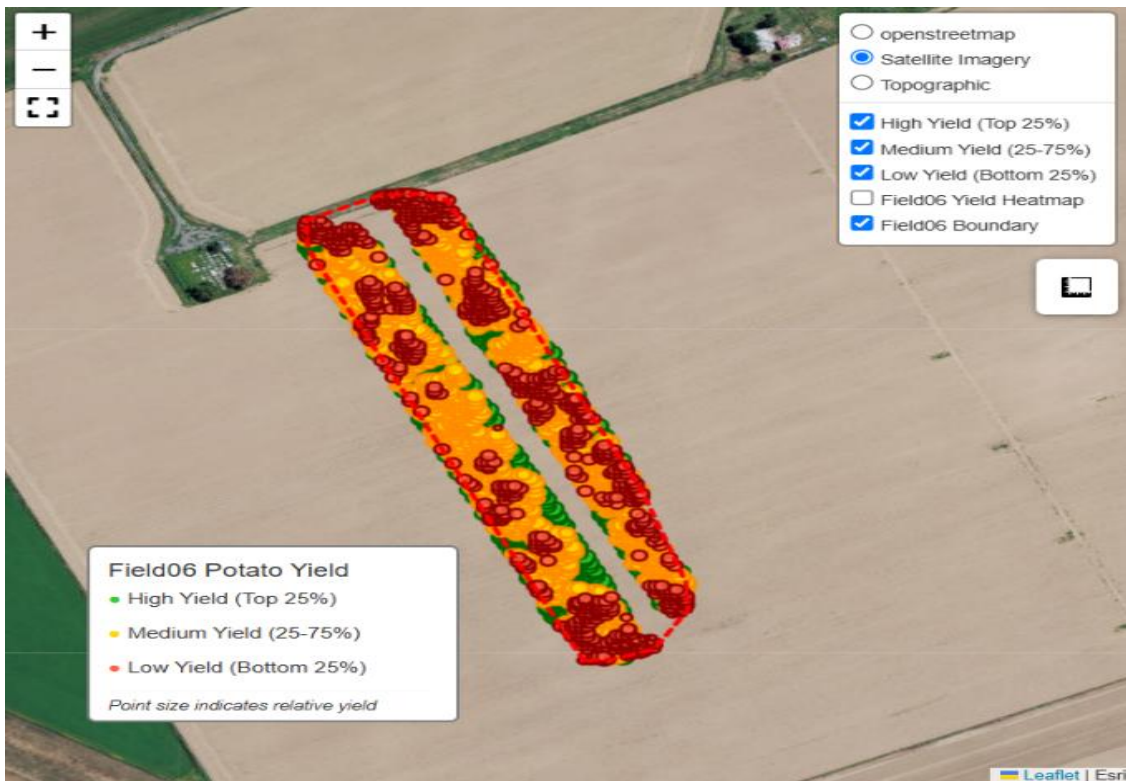 +
−
openstreetmap
Satellite Imagery
Topographic
High Yield (Top 25%)
Medium Yield (25-75%)
Low Yield (Bottom 25%)
Field06 Yield Heatmap
Field06 Boundary
Field06 Potato Yield
High Yield (Top 25%)
Medium Yield (25-75%)
Low Yield (Bottom 25%)
Point size indicates relative yield
Leaflet | Esri